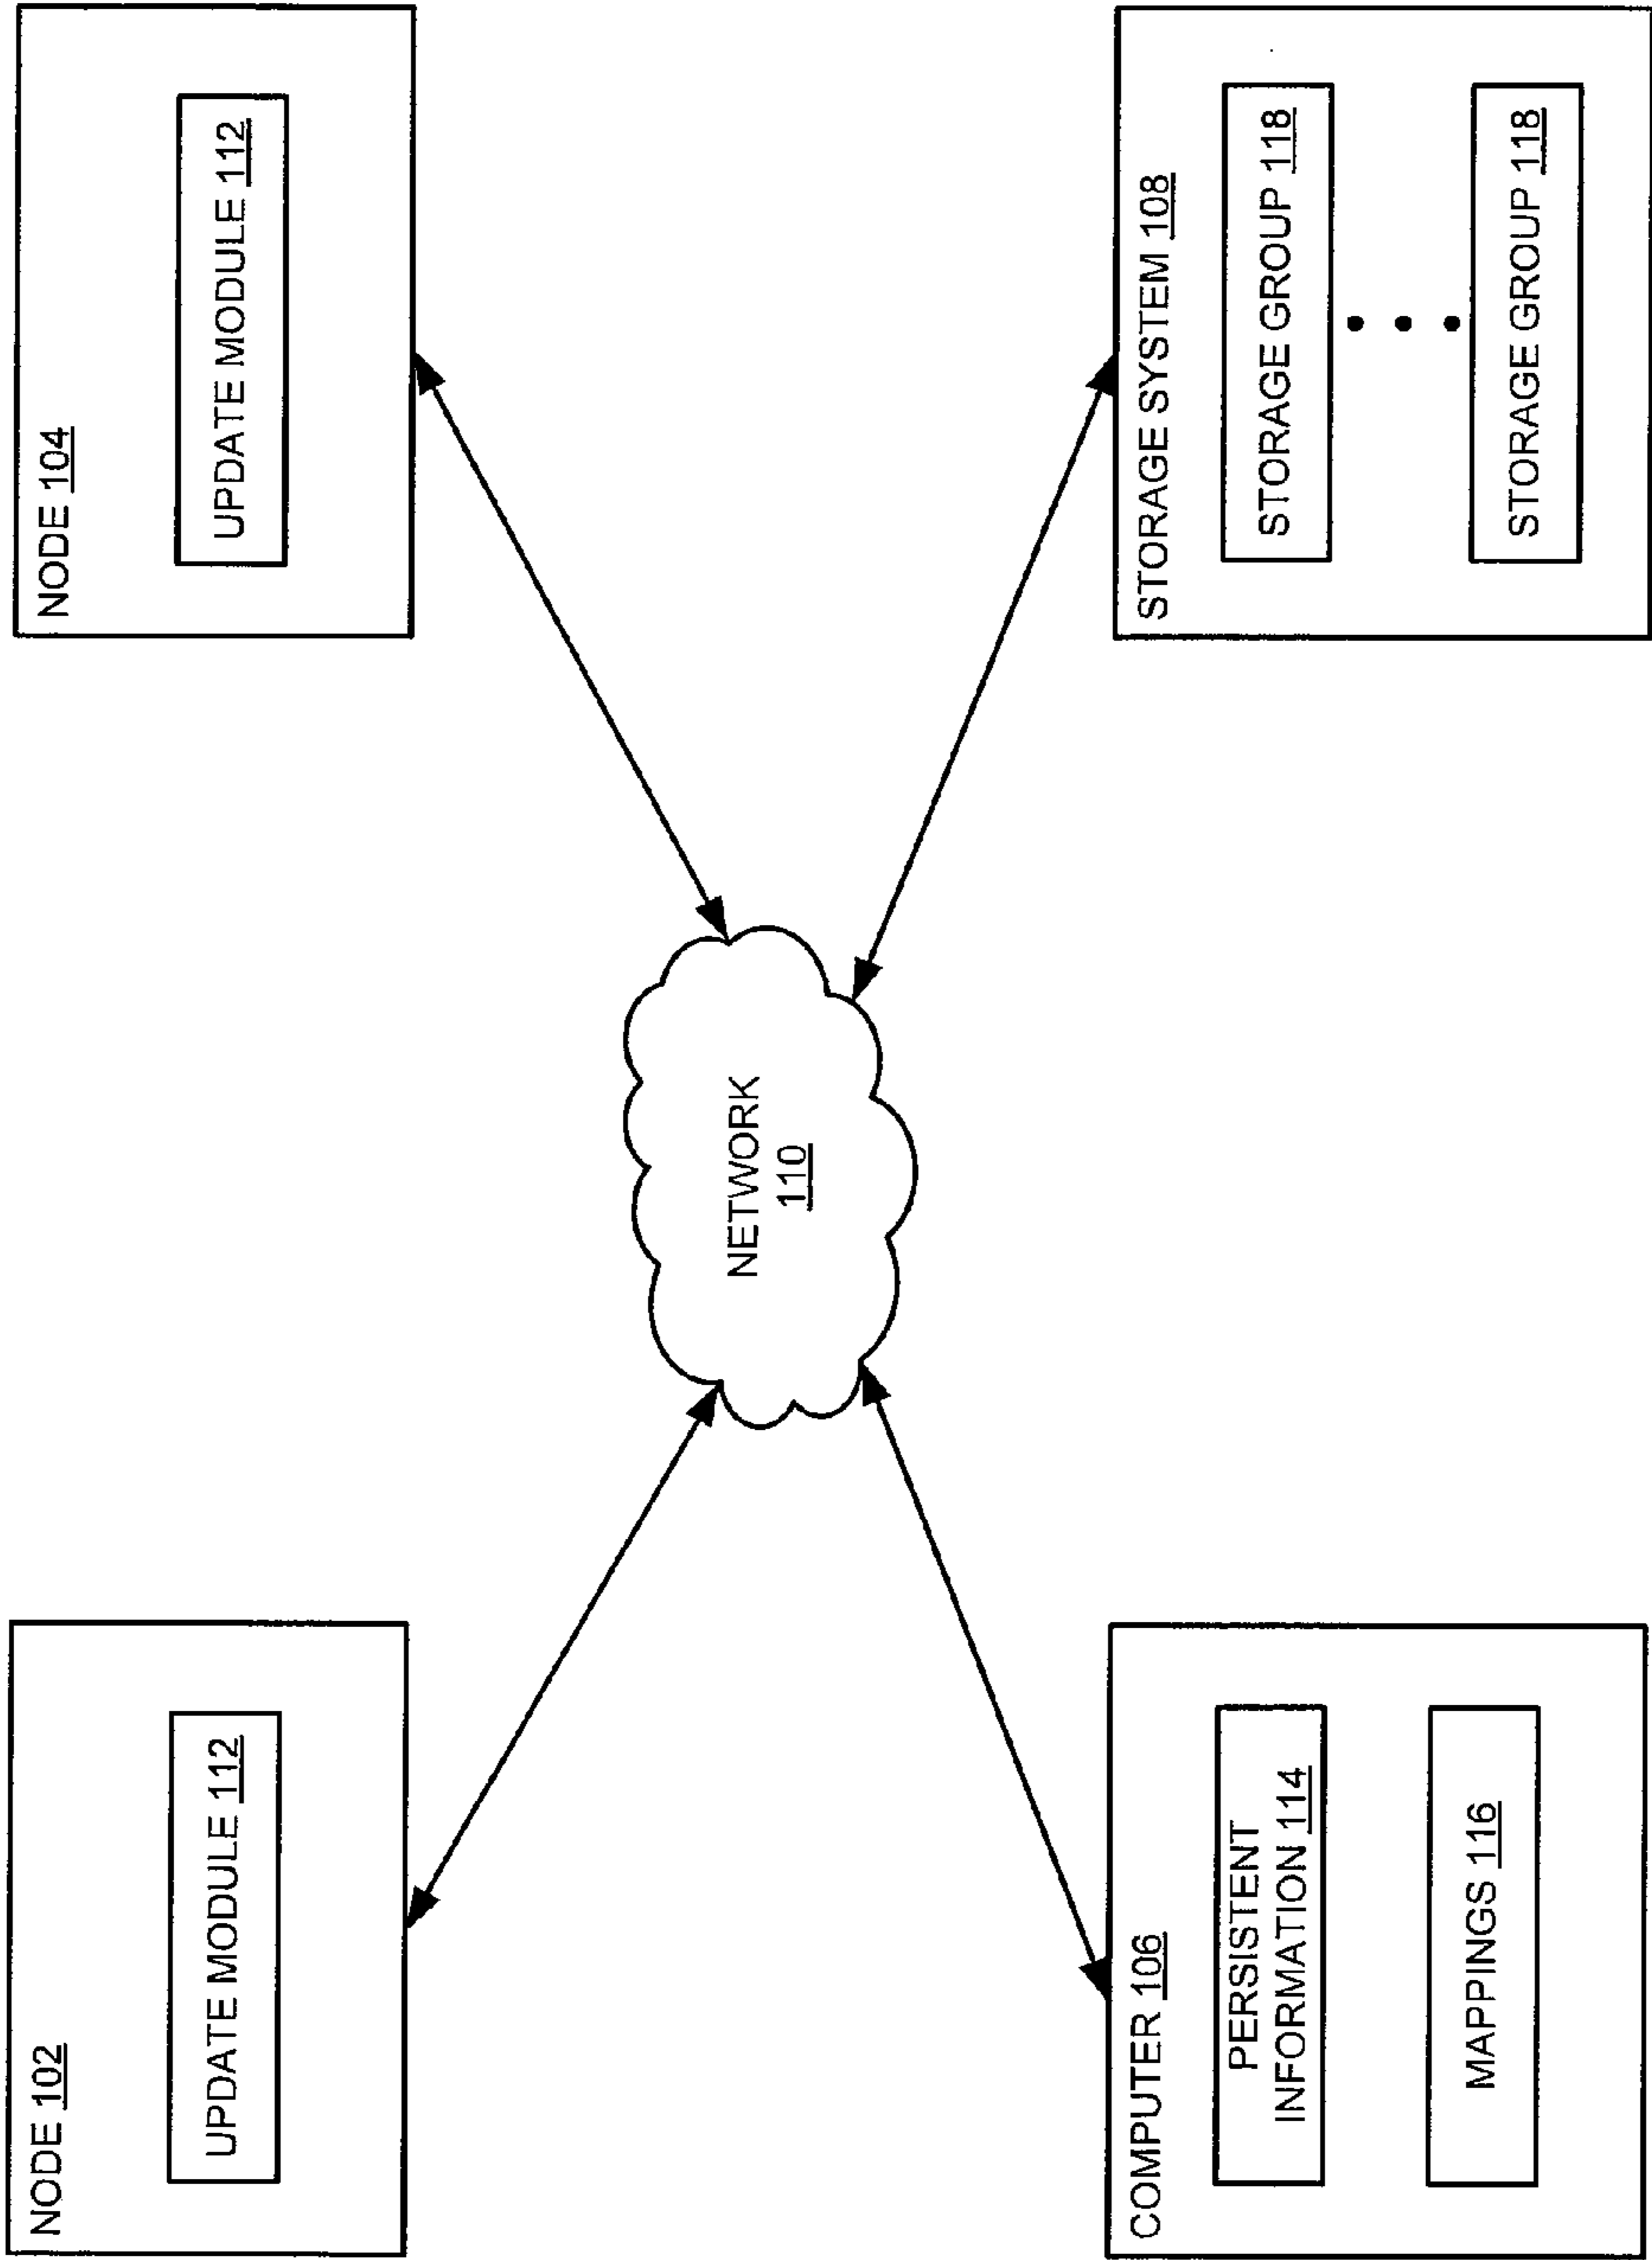 NODE 102
UPDATE MODULE 112
NODE 104
UPDATE MODULE 112
NETWORK
110
COMPUTER 106
PERSISTENT
INFORMATION 114
MAPPINGS 116
STORAGE SYSTEM 108
STORAGE GROUP 118
STORAGE GROUP 118